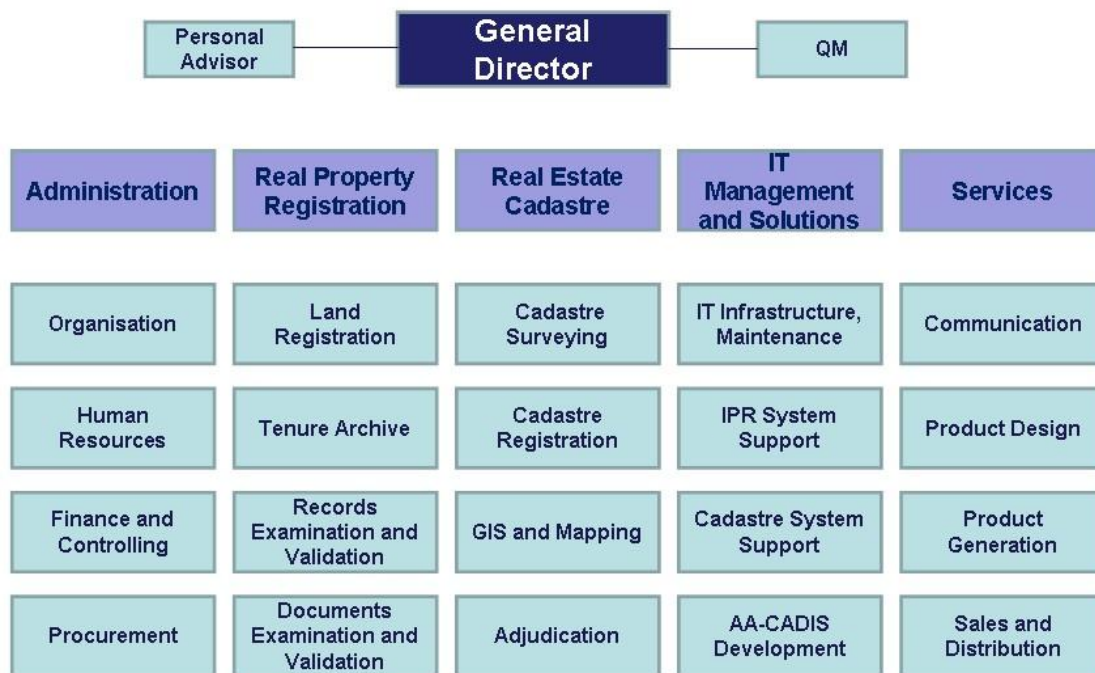 Personal
Advisor
General
Director
QM
Administration
Real Property
Registration
Real Estate
Cadastre
IT
Management
and Solutions
Services
Organisation
Land
Registration
Cadastre
Surveying
IT Infrastructure,
Maintenance
Communication
Human
Resources
Tenure Archive
Cadastre
Registration
IPR System
Support
Product Design
Finance and
Controlling
Records
Examination and
Validation
GIS and Mapping
Cadastre System
Support
Product
Generation
Procurement
Documents
Examination and
Validation
Adjudication
AA-CADIS
Development
Sales and
Distribution